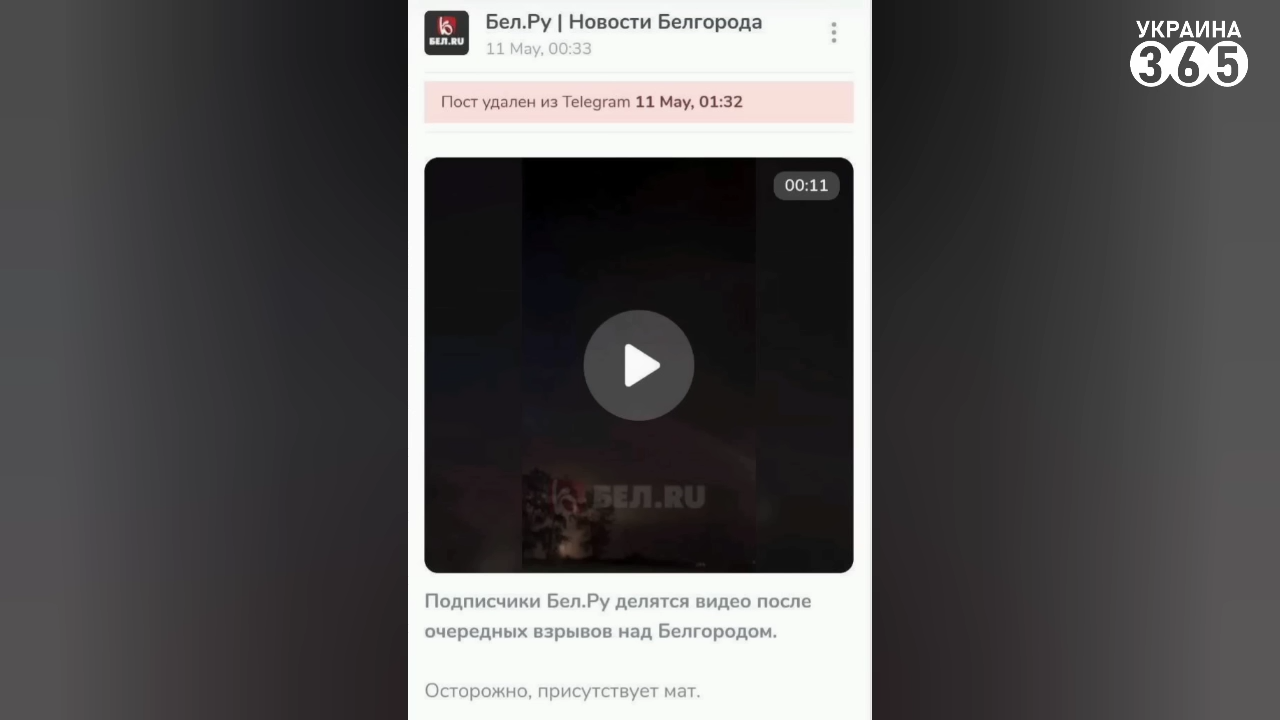 Бел.Ру | Новости Белгорода
БЕЛ.RU
11 May, 00:33
УКРАИНА
365
Пост удален из Telegram 11 May, 01:32
00:11
БЕЛ.RU
Подписчики Бел.Ру делятся видео после
очередных взрывов над Белгородом.
Осторожно, присутствует мат.